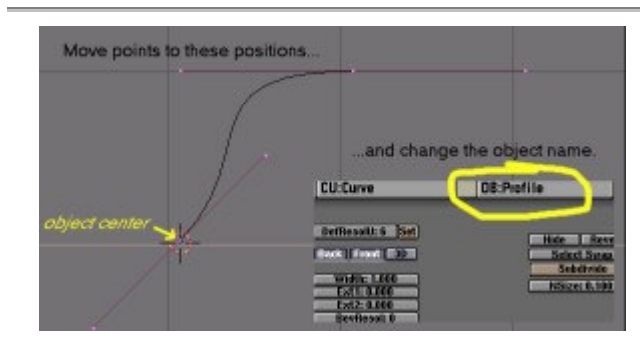 Move points to these positions...
...and change the object name.
CU:Curve
OB:Profile
object center
DefResolU: 6 Set
Hide
Back Front 3D
Select Swap
Subdivide
Width: 1.000
NSize: 0.100
Ext1: 0.000
Ext2: 0.000
BevResol: 0